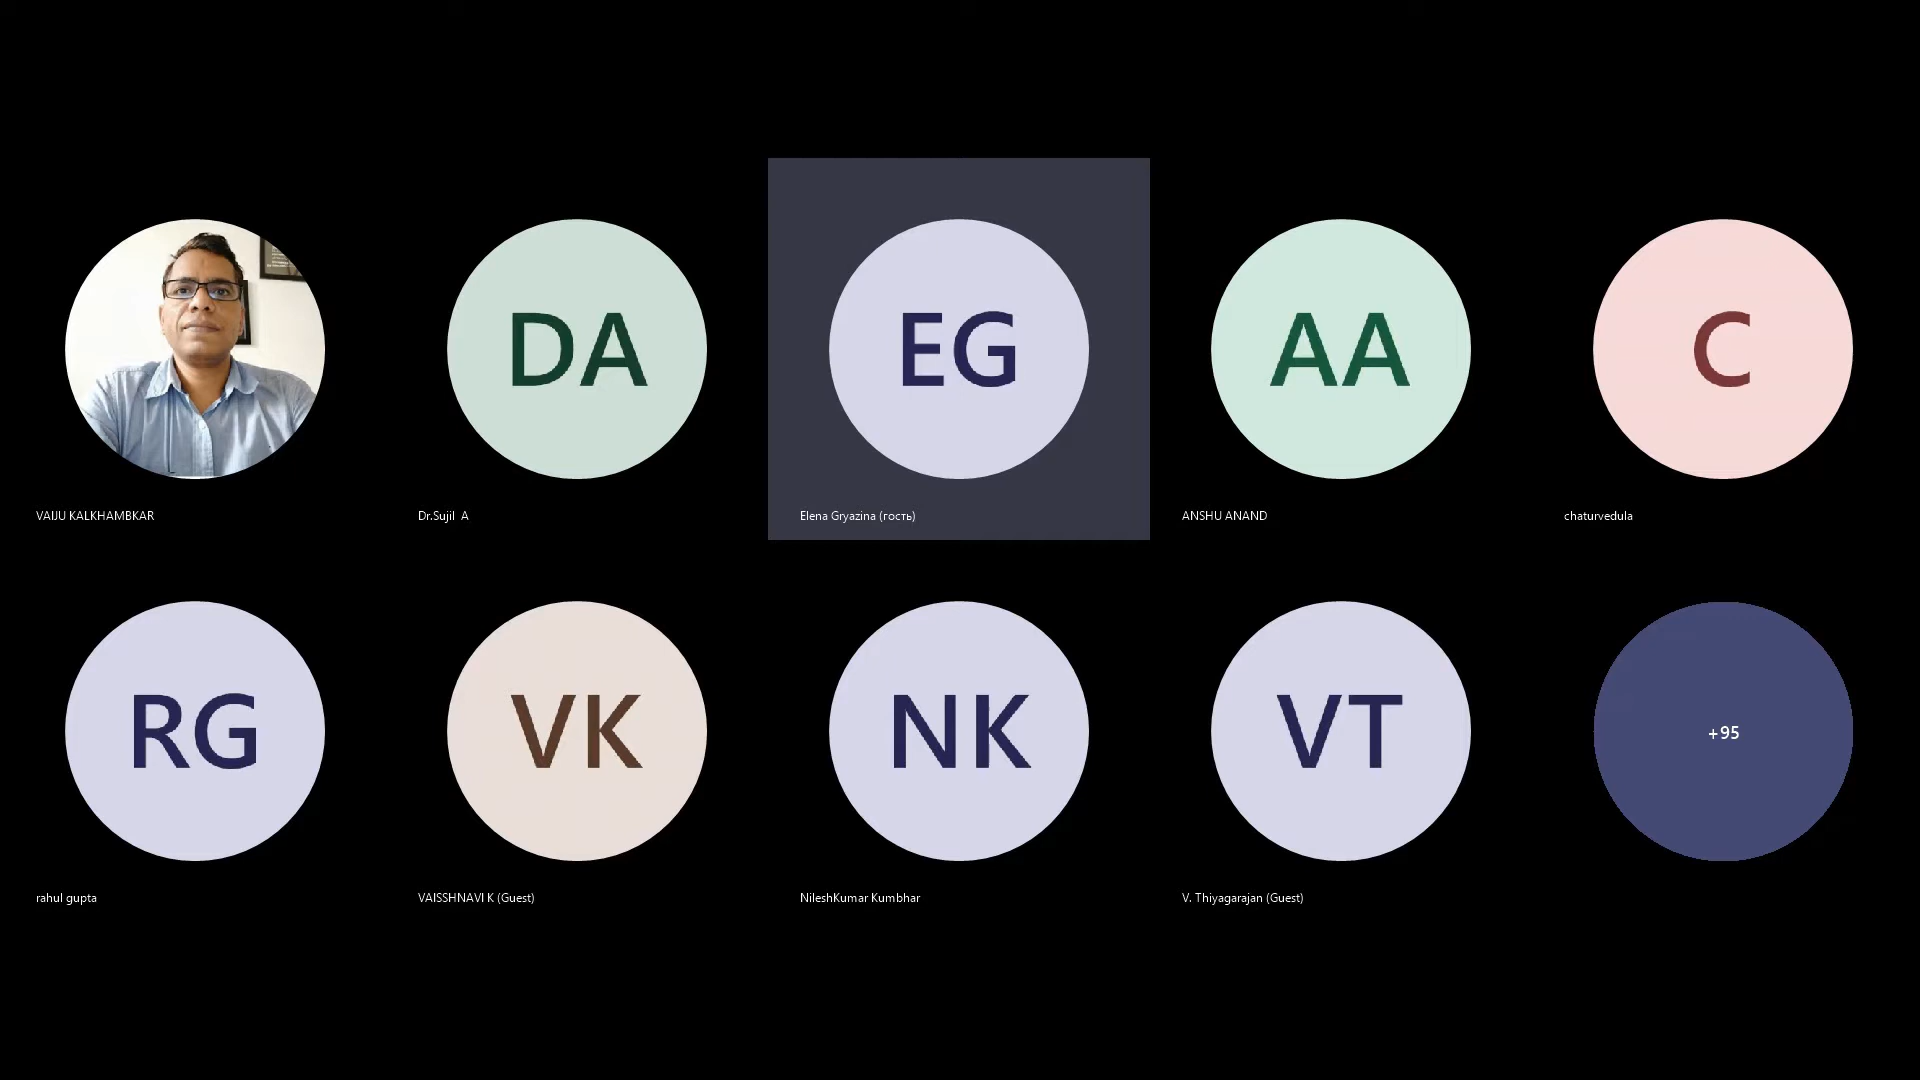 DA
EG
AA
C
VAIJU KALKHAMBKAR
Dr.Sujil A
Elena Gryazina (гость)
ANSHU ANAND
chaturvedula
RG
VK
NK
VT
+95
rahul gupta
VAISSHNAVI K (Guest)
NileshKumar Kumbhar
V. Thiyagarajan (Guest)